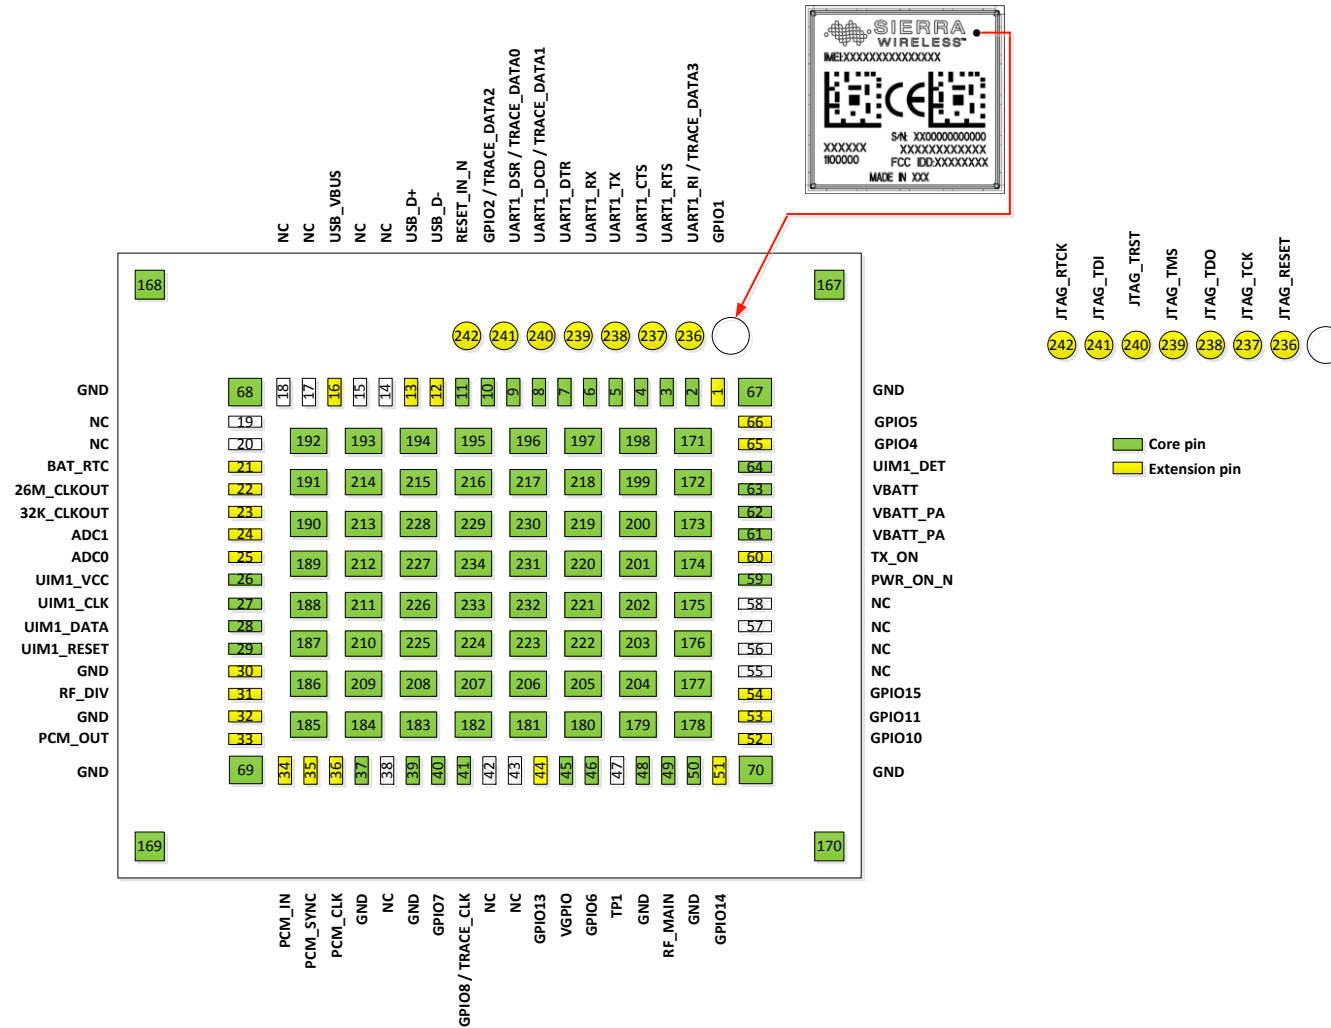 SIERRA
WIRELESS™
IMEI:XXXXXXXXXXXXXXX
CE
S/N: XX00000000000
XXXXXX
XXXXXXXXXXXX
1100000
FCC IDD:XXXXXXXX
MADE IN XXX
NC
NC
USB_VBUS
NC
NC
USB_D+
USB_D-
RESET_IN_N
GPIO2 / TRACE_DATA2
UART1_DSR / TRACE_DATA0
UART1_DCD / TRACE_DATA1
UART1_DTR
UART1_RX
UART1_TX
UART1_CTS
UART1_RTS
UART1_RI / TRACE_DATA3
GPIO1
JTAG_RTCK
JTAG_TDI
JTAG_TRST
JTAG_TMS
JTAG_TDO
JTAG_TCK
JTAG_RESET
242 241 240 239 238 237 236
Core pin
Extension pin
168 167
242 241 240 239 238 237 236
GND 68 18 17 16 15 14 13 12 11 10 9 8 7 6 5 4 3 2 1 67 GND
NC 19 66 GPIO5
NC 20 192 193 194 195 196 197 198 171 65 GPIO4
BAT_RTC 21 64 UIM1_DET
26M_CLKOUT 22 191 214 215 216 217 218 199 172 63 VBATT
32K_CLKOUT 23 62 VBATT_PA
ADC1 24 190 213 228 229 230 219 200 173 61 VBATT_PA
ADC0 25 189 212 227 234 231 220 201 174 60 TX_ON
UIM1_VCC 26 59 PWR_ON_N
UIM1_CLK 27 188 211 226 233 232 221 202 175 58 NC
UIM1_DATA 28 57 NC
UIM1_RESET 29 187 210 225 224 223 222 203 176 56 NC
GND 30 55 NC
RF_DIV 31 186 209 208 207 206 205 204 177 54 GPIO15
GND 32 185 184 183 182 181 180 179 178 53 GPIO11
PCM_OUT 33 52 GPIO10
GND 69 34 35 36 37 38 39 40 41 42 43 44 45 46 47 48 49 50 51 70 GND
169 170
PCM_IN
PCM_SYNC
PCM_CLK
GND
NC
GND
GPIO7
GPIO8 / TRACE_CLK
NC
NC
GPIO13
VGPIO
GPIO6
TP1
GND
RF_MAIN
GND
GPIO14